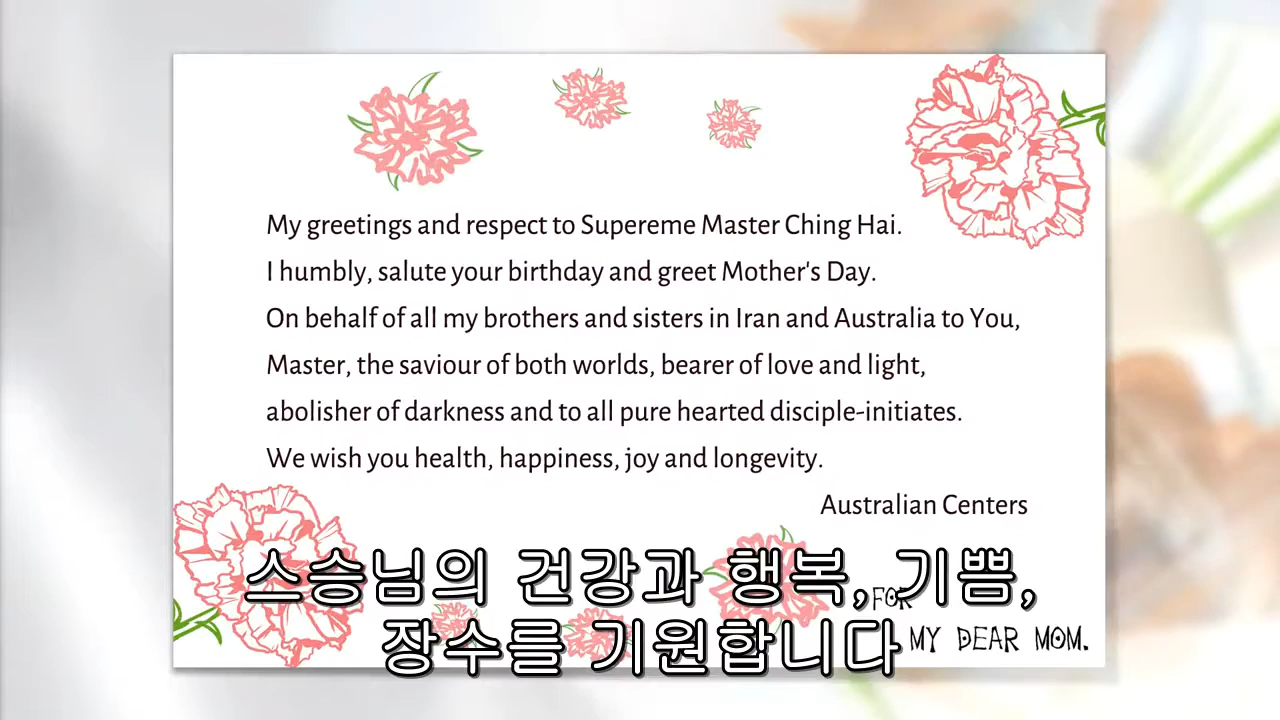 My greetings and respect to Supereme Master Ching Hai.
I humbly, salute your birthday and greet Mother's Day.
On behalf of all my brothers and sisters in Iran and Australia to You,
Master, the saviour of both worlds, bearer of love and light,
abolisher of darkness and to all pure hearted disciple-initiates.
We wish you health, happiness, joy and longevity.
Australian Centers
FOR
MY DEAR MOM.
스승님의 건강과 행복, 기쁨,
장수를 기원합니다